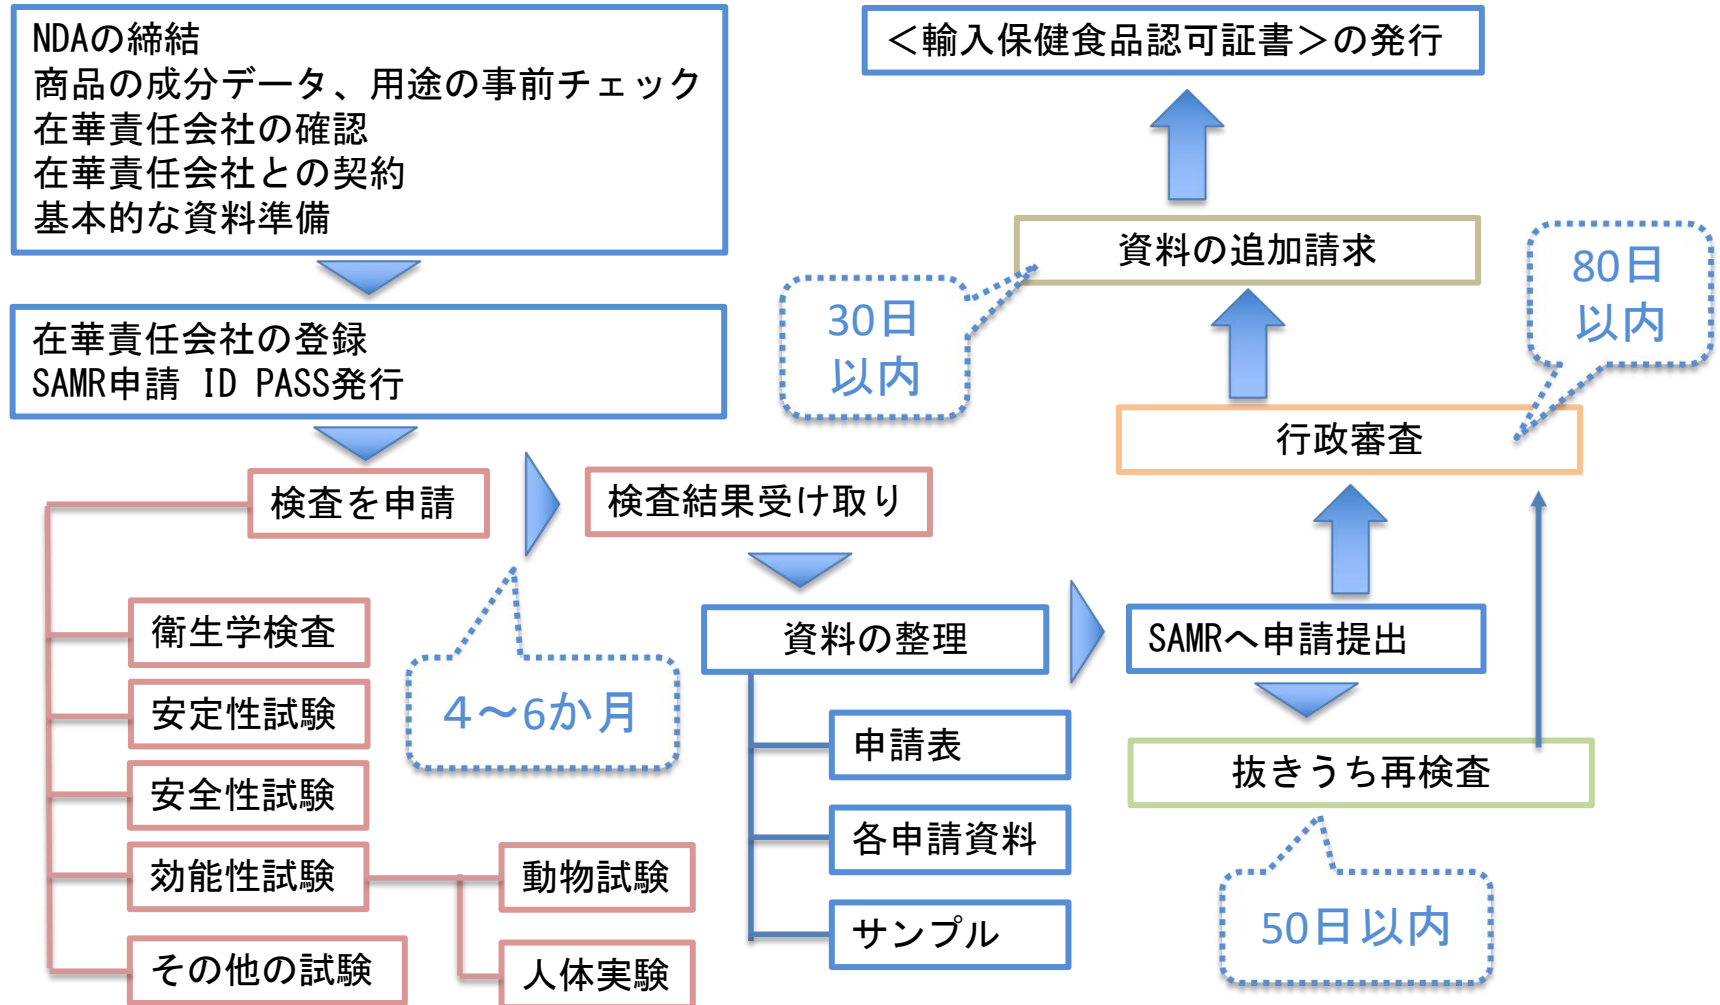 NDAの締結
商品の成分データ、用途の事前チェック
在華責任会社の確認
在華責任会社との契約
基本的な資料準備
在華責任会社の登録
SAMR申請 ID PASS発行
検査を申請
検査結果受け取り
4～6か月
衛生学検査
安定性試験
安全性試験
効能性試験
動物試験
人体実験
その他の試験
資料の整理
申請表
各申請資料
サンプル
SAMRへ申請提出
抜きうち再検査
50日以内
行政審査
80日
以内
資料の追加請求
30日
以内
＜輸入保健食品認可証書＞の発行